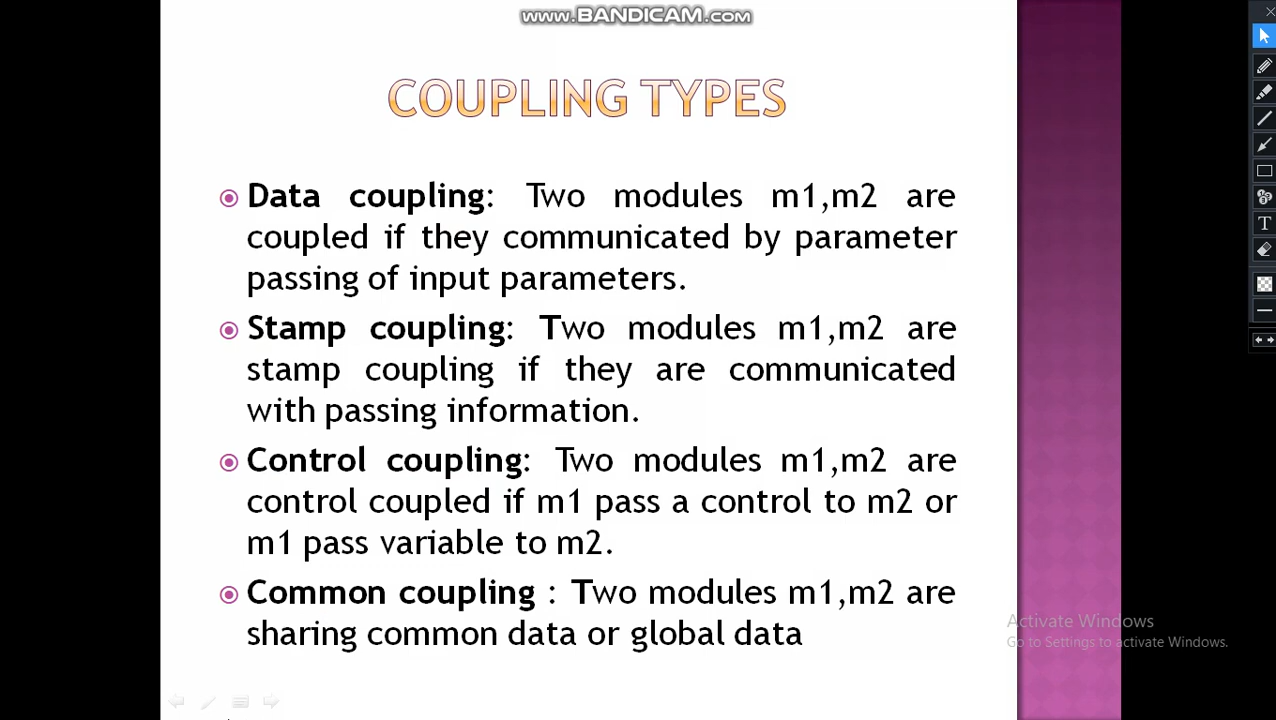 www.BANDICAM.com
COUPLING TYPES
Data coupling: Two modules m1,m2 are
coupled if they communicated by parameter
passing of input parameters.
Stamp coupling: Two modules m1,m2 are
stamp coupling if they are communicated
with passing information.
Control coupling: Two modules m1,m2 are
control coupled if m1 pass a control to m2 or
m1 pass variable to m2.
Common coupling : Two modules m1,m2 are
sharing common data or global data
Activate Windows
Go to Settings to activate Windows.